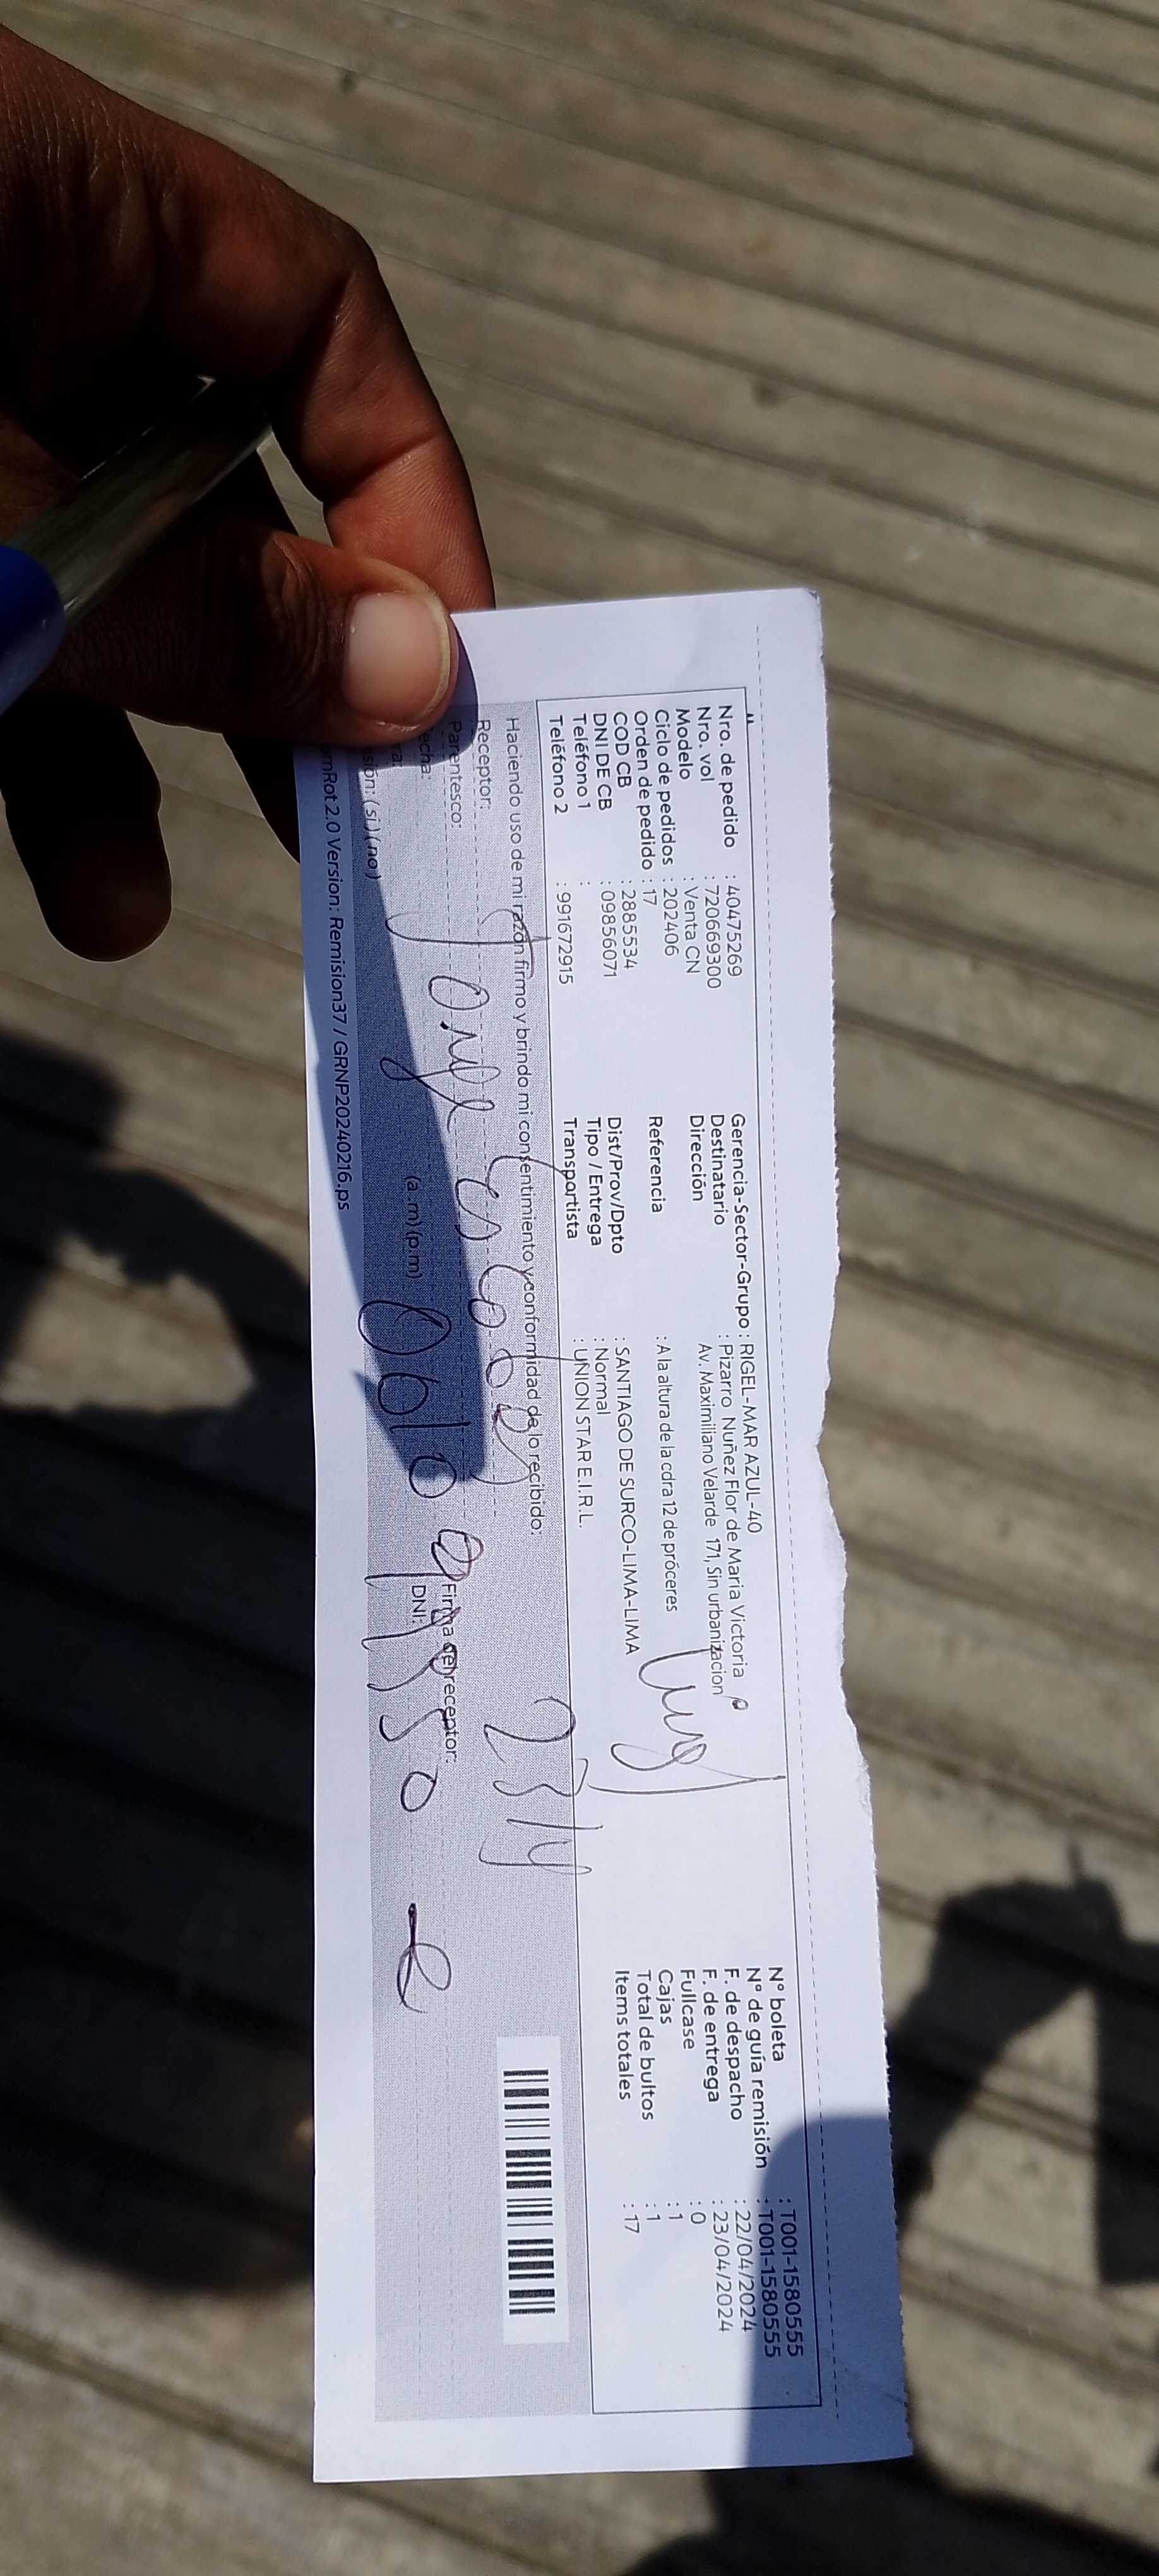 Nro. de pedido : 40475269
Nro. vol : 720669300
Modelo : Venta CN
Ciclo de pedidos : 202406
Orden de pedido : 17
COD CB : 2885534
DNI DE CB : 09856071
Teléfono 1 :
Teléfono 2 : 991672915
Gerencia-Sector-Grupo : RIGEL-MAR AZUL-40
Destinatario : Pizarro Nuñez Flor de Maria Victoria
Dirección Av. Maximiliano Velarde 171, Sin urbanizacion
Referencia : A la altura de la cdra 12 de próceres
Dist/Prov/Dpto : SANTIAGO DE SURCO-LIMA-LIMA
Tipo / Entrega : Normal
Transportista : UNION STAR E.I.R.L.
N° boleta : T001-1580555
N° de guía remisión : T001-1580555
F. de despacho : 22/04/2024
F. de entrega : 23/04/2024
Fullcase : 0
Cajas : 1
Total de bultos : 1
Items totales : 17
Haciendo uso de mi razón firmo y brindo mi consentimiento y conformidad de lo recibido:
Receptor:
Parentesco:
Jorge
23/4
(a.m) (p.m)
Firma del receptor:
DNI:
(si) (no)
Version: Remision37 / GRNP20240216.ps